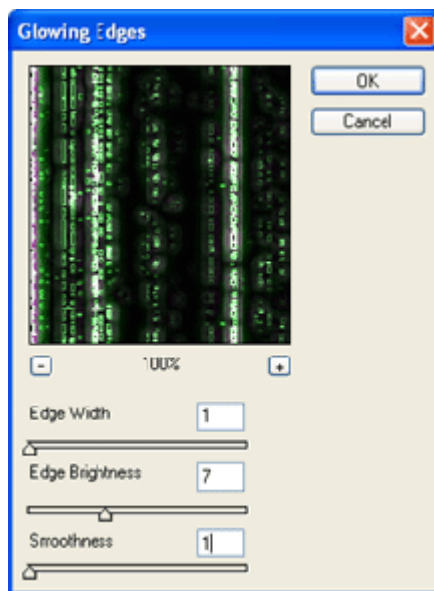 Glowing Edges
OK
Cancel
- 100% +
Edge Width 1
Edge Brightness 7
Smoothness 1